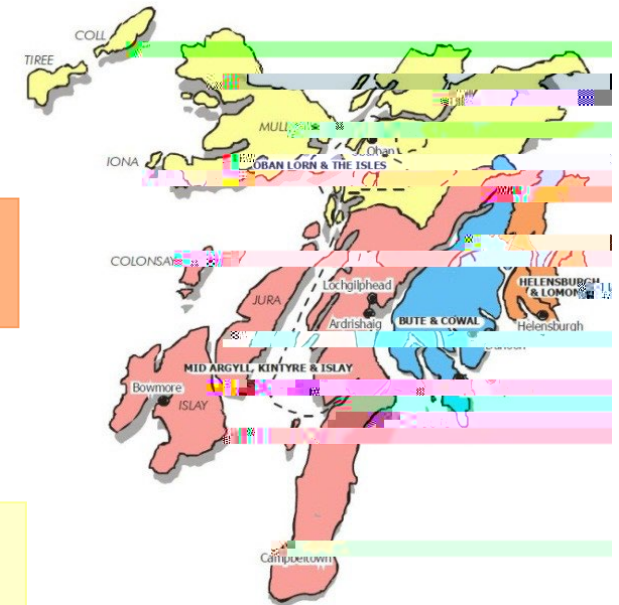 COLL
TIREE
MULL
Oban
IONA
OBAN LORN & THE ISLES
COLONSAY
HELENSBURGH
& LOMOND
Lochgilphead
JURA
Ardrishaig
BUTE & COWAL
Helensburgh
MID ARGYLL, KINTYRE & ISLAY
Bowmore
ISLAY
Campbeltown